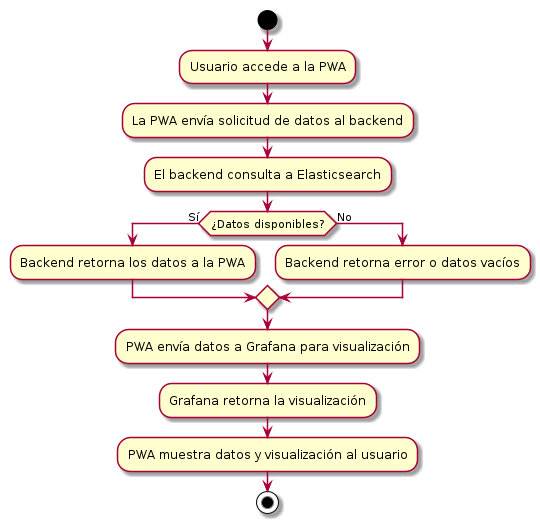 Usuario accede a la PWA
La PWA envía solicitud de datos al backend
El backend consulta a Elasticsearch
Sí
¿Datos disponibles?
No
Backend retorna los datos a la PWA
Backend retorna error o datos vacíos
PWA envía datos a Grafana para visualización
Grafana retorna la visualización
PWA muestra datos y visualización al usuario